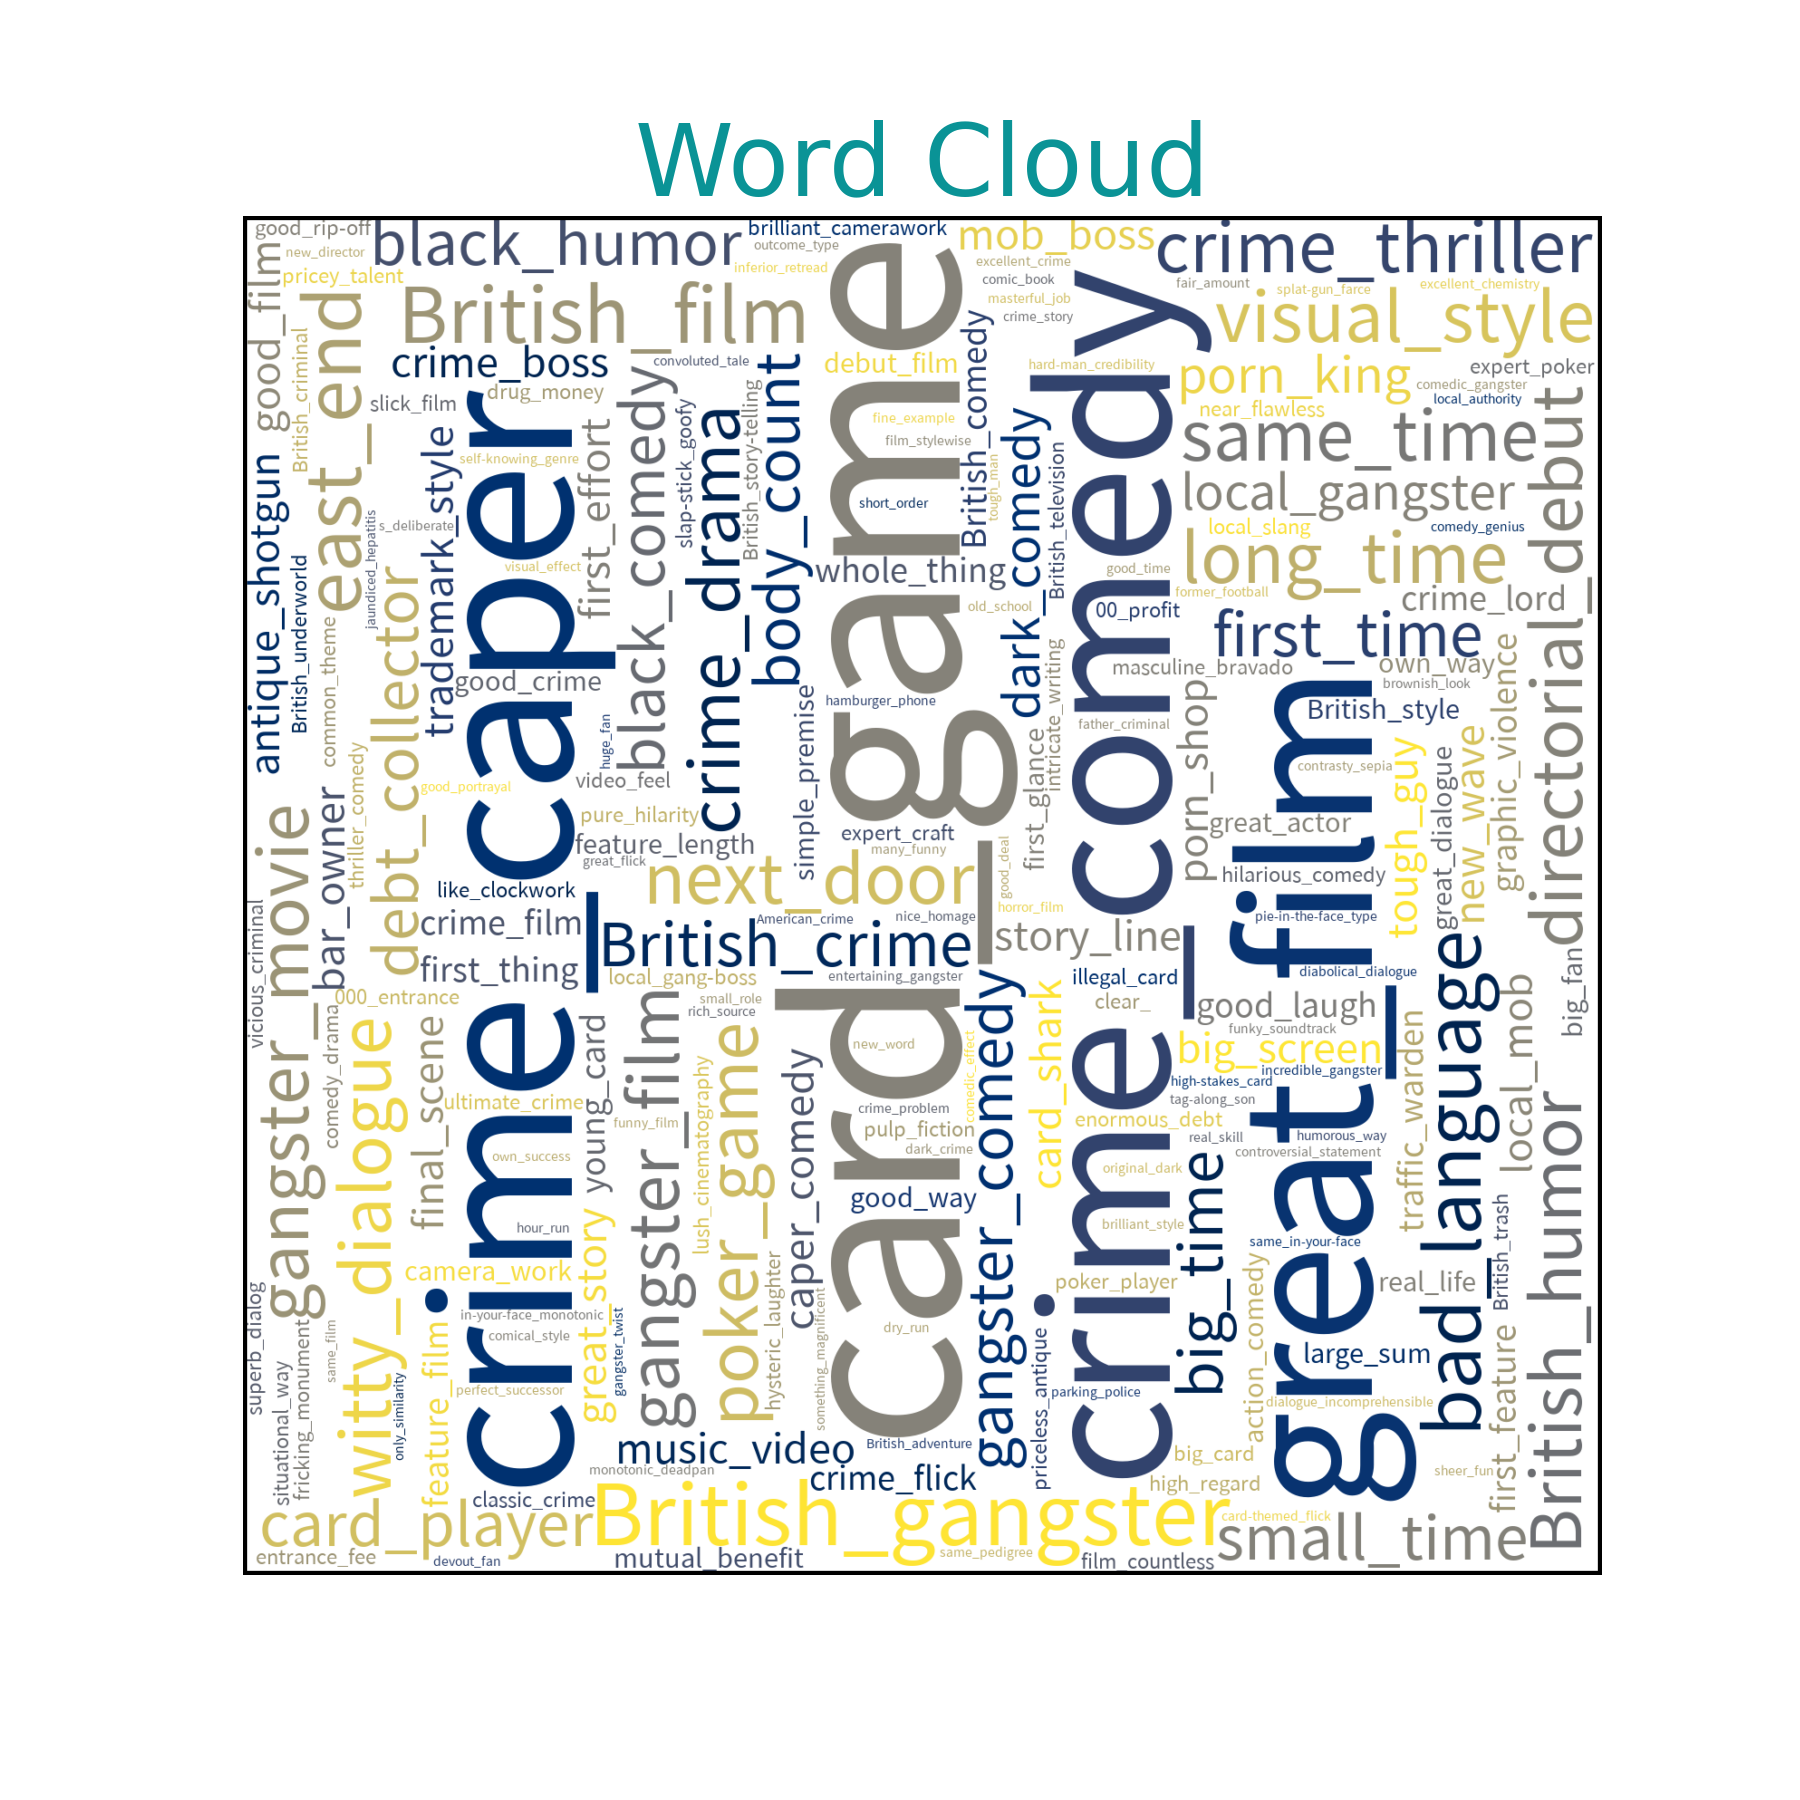 Word Cloud
good_rip-off
black_humor
brilliant_camerawork
mob_boss
crime_thriller
new_director
outcome_type
excellent_crime
pricey_talent
inferior_retread
comic_book
fair_amount
splat-gun_farce
excellent_chemistry
good_film
east_end
British_film
masterful_job
crime_story
visual_style
British_criminal
crime_boss
convoluted_tale
debut_film
British_comedy
hard-man_credibility
porn_king
expert_poker
comedic_gangster
local_authority
slick_film
drug_money
body_count
fine_example
near_flawless
film_stylewise
same_time
trademark_style
self-knowing_genre
first_effort
black_comedy
slap-stick_goofy
crime_drama
British_story-telling
tough_man
dark_comedy
British_television
local_gangster
directorial_debut
antique_shotgun
British_underworld
jaundiced_hepatitis
s_deliberate
short_order
local_slang
comedy_genius
visual_effect
whole_thing
good_time
long_time
former_football
crime_lord
old_school
00_profit
first_time
common_theme
debt_collector
crime_caper
good_crime
card_game
crime_comedy
masculine_bravado
own_way
brownish_look
graphic_violence
huge_fan
simple_premise
hamburger_phone
intricate_writing
father_criminal
porn_shop
British_style
great_film
thriller_comedy
good_portrayal
video_feel
first_glance
contrasty_sepia
tough_guy
great_dialogue
new_wave
gangster_movie
bar_owner
pure_hilarity
expert_craft
great_actor
feature_length
many_funny
good_deal
great_flick
hilarious_comedy
like_clockwork
next_door
horror_film
vicious_criminal
crime_film
American_crime
nice_homage
pie-in-the-face_type
British_crime
story_line
first_thing
local_gang-boss
entertaining_gangster
illegal_card
diabolical_dialogue
bad_language
big_fan
000_entrance
small_role
rich_source
clear_
good_laugh
local_mob
comedy_drama
witty_dialogue
final_scene
young_card
gangster_film
poker_game
caper_comedy
new_word
comedic_effect
gangster_comedy
card_shark
funky_soundtrack
big_screen
traffic_warden
high-stakes_card
incredible_gangster
tag-along_son
ultimate_crime
funny_film
lush_cinematography
crime_problem
pulp_fiction
enormous_debt
real_skill
humorous_way
British_humor
dark_crime
controversial_statement
own_success
original_dark
big_time
good_way
hour_run
great_story
brilliant_style
same_in-your-face
British_trash
superb_dialog
camera_work
hysteric_laughter
poker_player
action_comedy
real_life
situational_way
fricking_monument
same_film
feature_film
in-your-face_monotonic
gangster_twist
something_magnificent
comical_style
dry_run
priceless_antique
large_sum
first_feature
only_similarity
perfect_successor
parking_police
dialogue_incomprehensible
music_video
British_adventure
big_card
monotonic_deadpan
crime_flick
high_regard
sheer_fun
classic_crime
card_player
British_gangster
card-themed_flick
small_time
entrance_fee
devout_fan
mutual_benefit
same_pedigree
film_countless